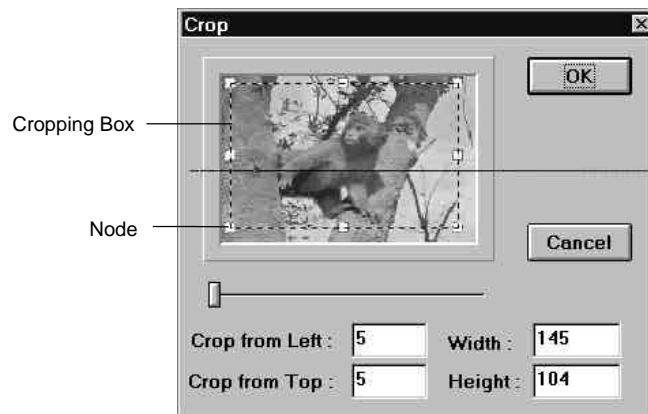 Crop
OK
Cropping Box
Node
Cancel
Crop from Left : 5 Width : 145
Crop from Top : 5 Height : 104